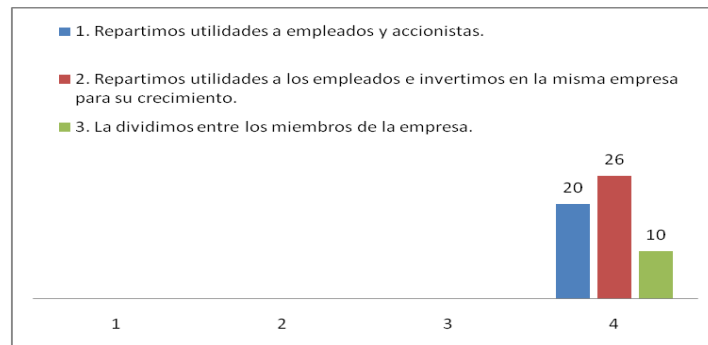 1. Repartimos utilidades a empleados y accionistas.
2. Repartimos utilidades a los empleados e invertimos en la misma empresa
para su crecimiento.
3. La dividimos entre los miembros de la empresa.
26
20
10
1 2 3 4